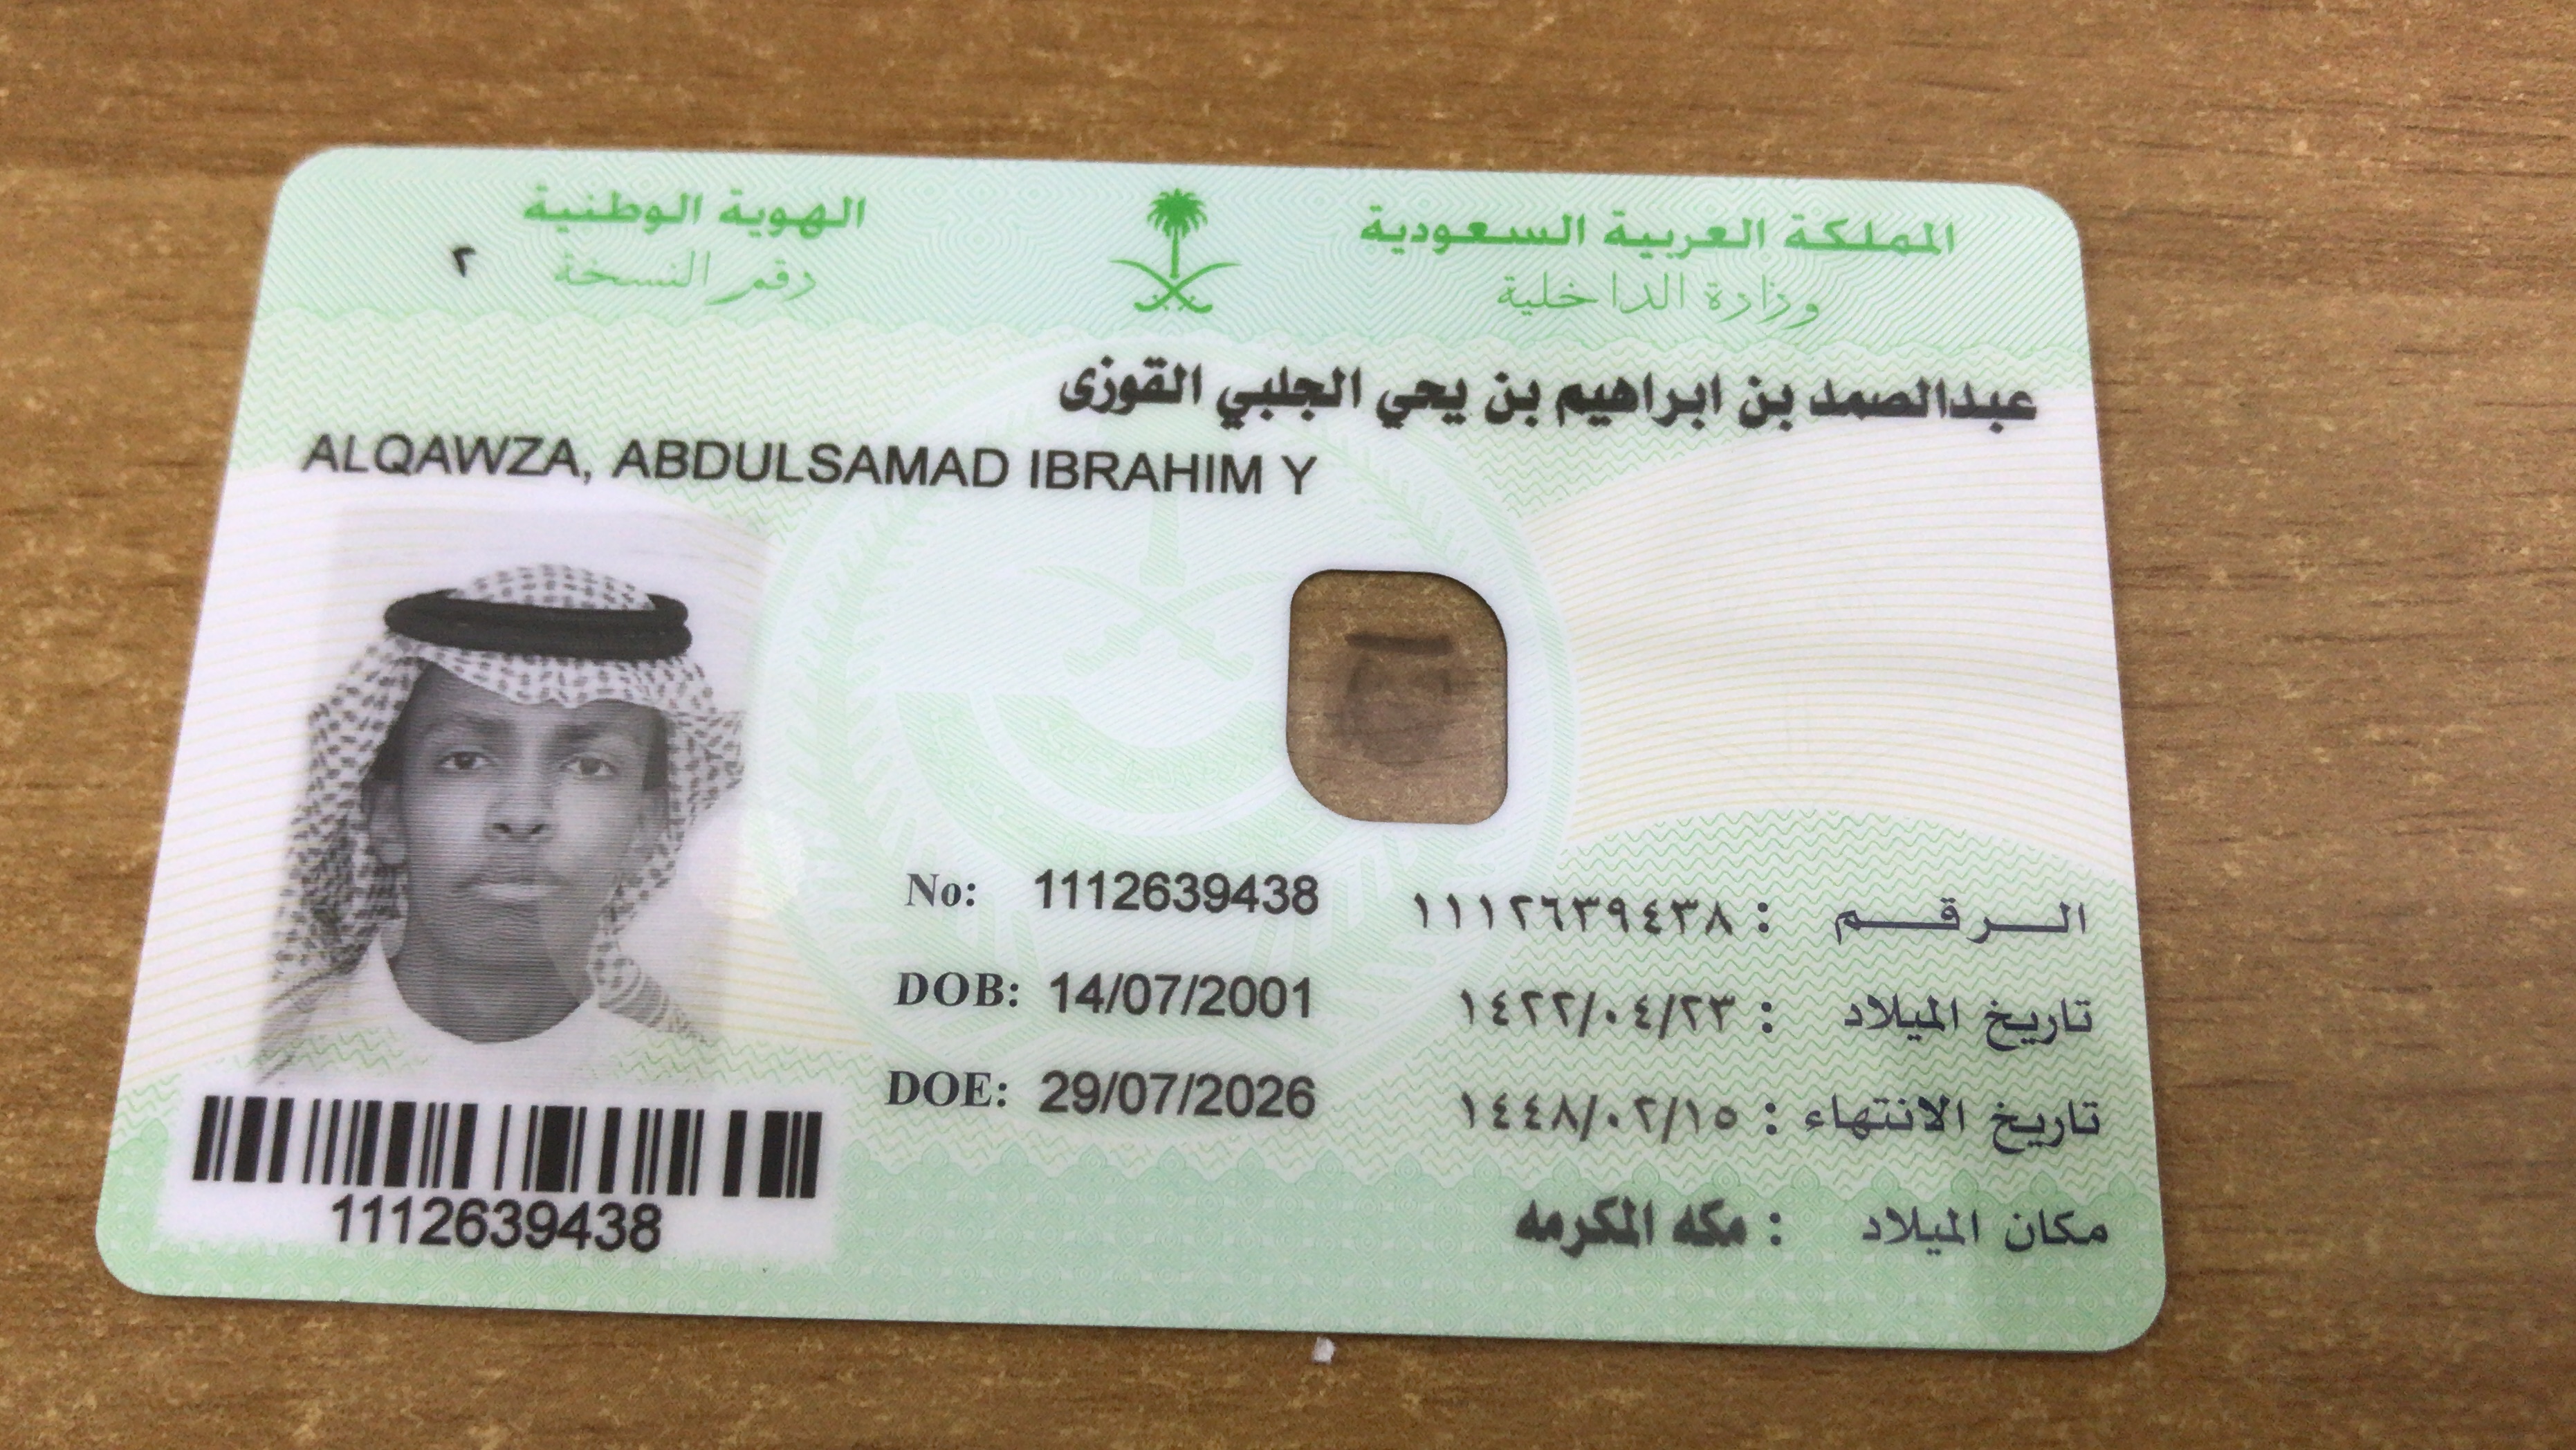 المملكة العربية السعودية
وزارة الداخلية
الهوية الوطنية
رقم النسخة ٢
عبدالصمد بن ابراهيم بن يحي الجلبي القوزى
ALQAWZA, ABDULSAMAD IBRAHIM Y
No: 1112639438
الـرقـم : ١١١٢٦٣٩٤٣٨
DOB: 14/07/2001
تاريخ الميلاد : ١٤٢٢/٠٤/٢٣
DOE: 29/07/2026
تاريخ الانتهاء : ١٤٤٨/٠٢/١٥
مكان الميلاد : مكه المكرمه
1112639438